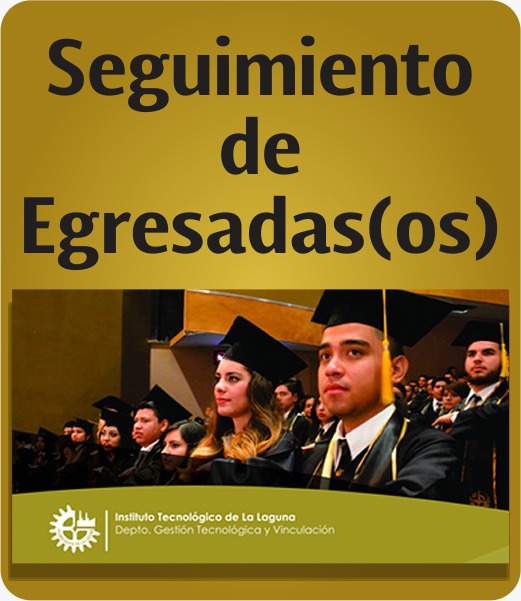 Seguimiento
de
Egresadas(os)
Instituto Tecnológico de La Laguna
Depto. Gestión Tecnológica y Vinculación